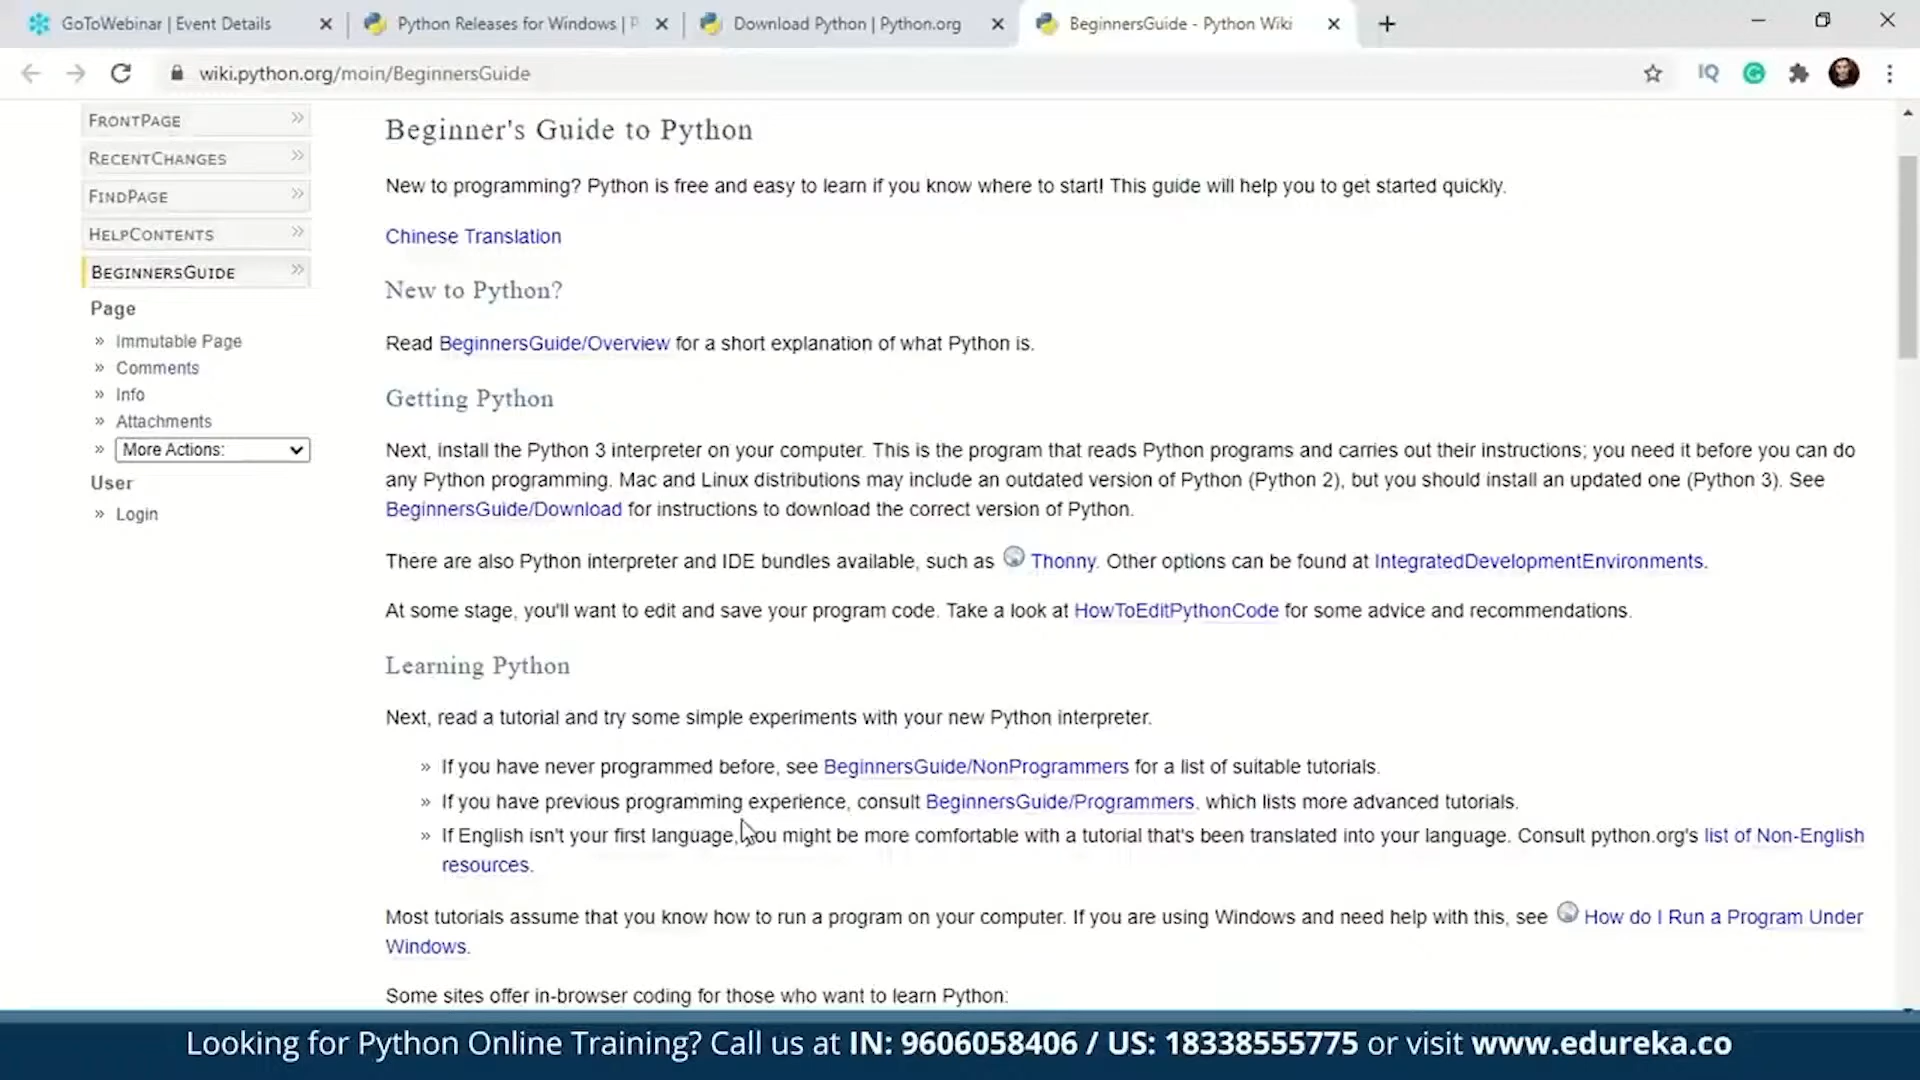 GoToWebinar | Event Details
Python Releases for Windows | P
Download Python | Python.org
BeginnersGuide - Python Wiki
wiki.python.org/moin/BeginnersGuide
IQ
FrontPage
RecentChanges
FindPage
HelpContents
BeginnersGuide
Page
Immutable Page
Comments
Info
Attachments
More Actions:
User
Login
Beginner's Guide to Python
New to programming? Python is free and easy to learn if you know where to start! This guide will help you to get started quickly.
Chinese Translation
New to Python?
Read BeginnersGuide/Overview for a short explanation of what Python is.
Getting Python
Next, install the Python 3 interpreter on your computer. This is the program that reads Python programs and carries out their instructions; you need it before you can do
any Python programming. Mac and Linux distributions may include an outdated version of Python (Python 2), but you should install an updated one (Python 3). See
BeginnersGuide/Download for instructions to download the correct version of Python.
There are also Python interpreter and IDE bundles available, such as Thonny. Other options can be found at IntegratedDevelopmentEnvironments.
At some stage, you'll want to edit and save your program code. Take a look at HowToEditPythonCode for some advice and recommendations.
Learning Python
Next, read a tutorial and try some simple experiments with your new Python interpreter.
» If you have never programmed before, see BeginnersGuide/NonProgrammers for a list of suitable tutorials.
» If you have previous programming experience, consult BeginnersGuide/Programmers, which lists more advanced tutorials.
» If English isn't your first language, you might be more comfortable with a tutorial that's been translated into your language. Consult python.org's list of Non-English
resources.
Most tutorials assume that you know how to run a program on your computer. If you are using Windows and need help with this, see How do I Run a Program Under
Windows.
Some sites offer in-browser coding for those who want to learn Python:
Looking for Python Online Training? Call us at IN: 9606058406 / US: 18338555775 or visit www.edureka.co